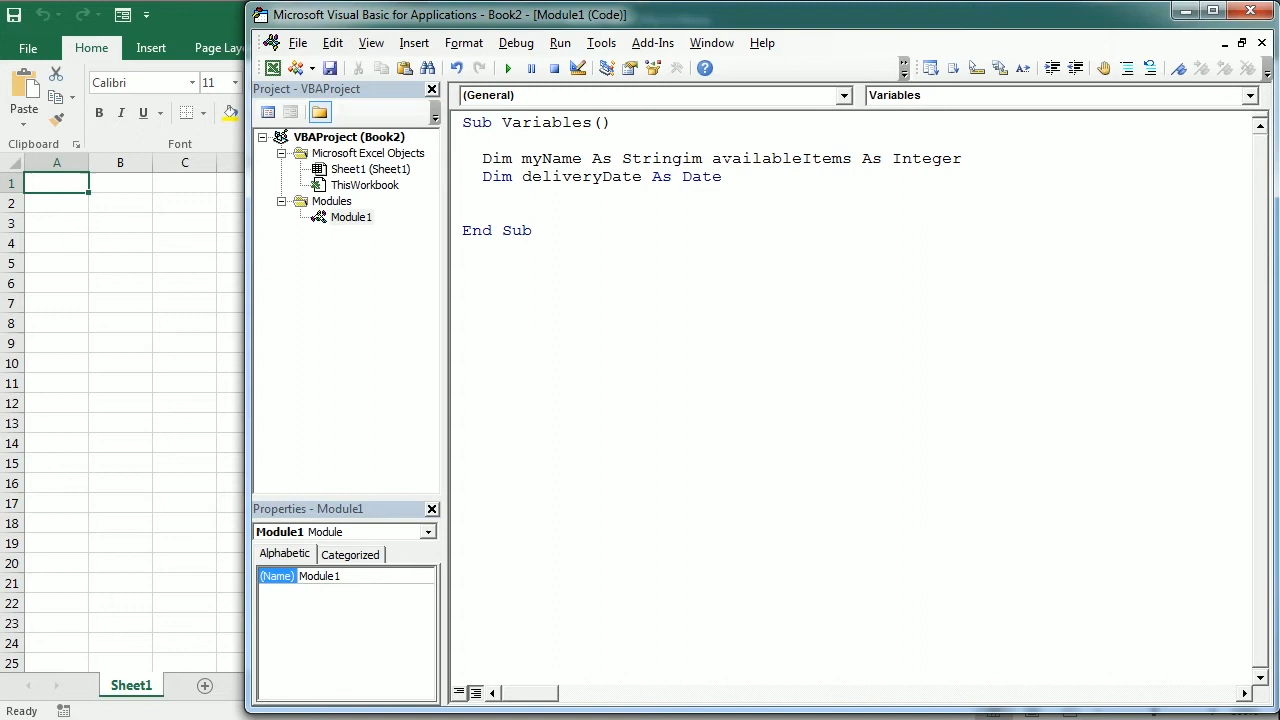 Microsoft Visual Basic for Applications - Book2 - [Module1 (Code)]
File Home Insert Page Lay
File Edit View Insert Format Debug Run Tools Add-Ins Window Help
Paste
Calibri 11
B I U
Clipboard Font
Project - VBAProject
(General) Variables
VBAProject (Book2)
Microsoft Excel Objects
Sheet1 (Sheet1)
ThisWorkbook
Modules
Module1
Sub Variables()
Dim myName As Stringim availableItems As Integer
Dim deliveryDate As Date
End Sub
A B C
1
2
3
4
5
6
7
8
9
10
11
12
13
14
15
16
17
18
19
20
21
22
23
24
25
Properties - Module1
Module1 Module
Alphabetic Categorized
(Name) Module1
Sheet1
Ready